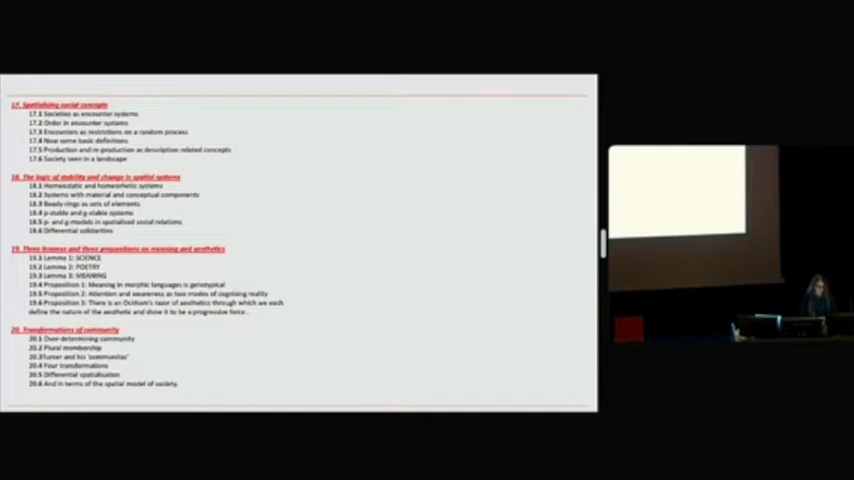 17. Spatialising social concepts
17.1 Societies as encounter systems
17.2 Order in encounter systems
17.3 Encounters as restrictions on a random process
17.4 Now some basic definitions
17.5 Production and re-production as description related concepts
17.6 Society seen in a landscape
18. The logic of stability and change in spatial systems
18.1 Homeostatic and homeorhetic systems
18.2 Systems with material and conceptual components
18.3 Beady-rings as sets of elements
18.4 p-stable and g-stable systems
18.5 p- and g-models in spatialised social relations
18.6 Differential solidarities
19. Three lemmas and three propositions on meaning and aesthetics
19.1 Lemma 1: SCIENCE
19.2 Lemma 2: POETRY
19.3 Lemma 3: MEANING
19.4 Proposition 1: Meaning in morphic languages is genotypical
19.5 Proposition 2: Attention and awareness as two modes of cognising reality
19.6 Proposition 3: There is an Ockham's razor of aesthetics through which we each
define the nature of the aesthetic and show it to be a progressive force .
20. Transformations of community
20.1 Over-determining community
20.2 Plural membership
20.3Turner and his 'communitas'
20.4 Four transformations
20.5 Differential spatialisation
20.6 And in terms of the spatial model of society.